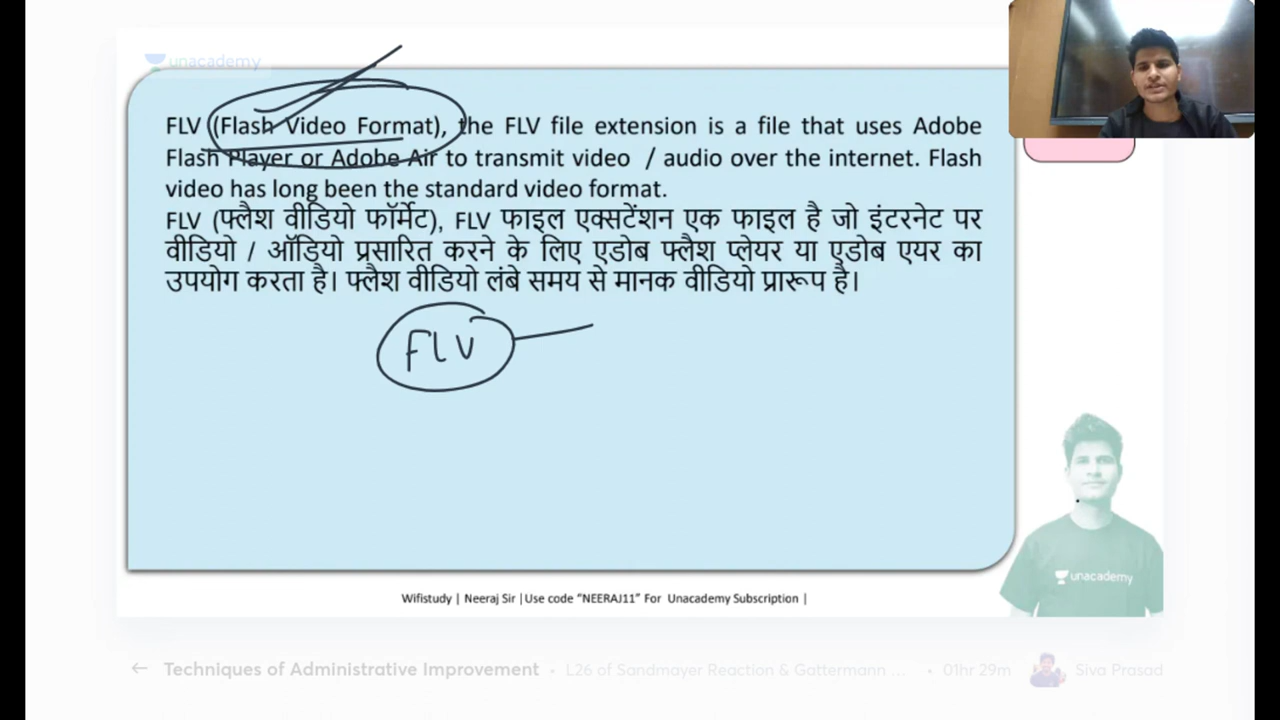 unacademy
FLV (Flash Video Format), the FLV file extension is a file that uses Adobe
Flash Player or Adobe Air to transmit video / audio over the internet. Flash
video has long been the standard video format.
FLV (फ्लैश वीडियो फॉर्मेट), FLV फाइल एक्सटेंशन एक फाइल है जो इंटरनेट पर
वीडियो / ऑडियो प्रसारित करने के लिए एडोब फ्लैश प्लेयर या एडोब एयर का
उपयोग करता है। फ्लैश वीडियो लंबे समय से मानक वीडियो प्रारूप है।
FLV
unacademy
Wifistudy | Neeraj Sir |Use code “NEERAJ11” For Unacademy Subscription |
← Techniques of Administrative Improvement • L26 of Sandmayer Reaction & Gattermann ... • 01hr 29m Siva Prasad